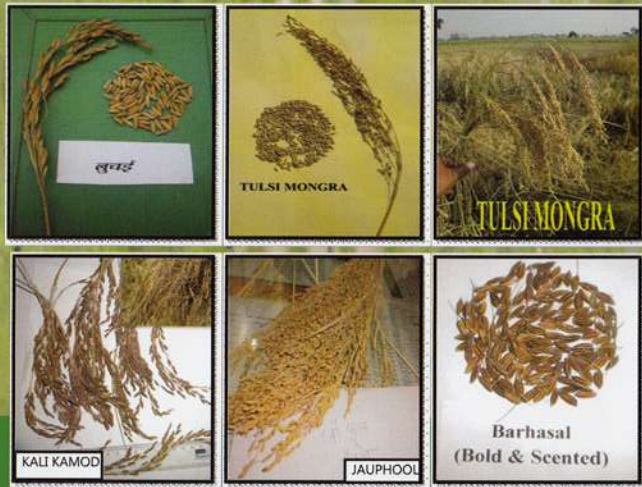 लुचई
TULSI MONGRA
TULSI MONGRA
KALI KAMOD
JAUPHOOL
Barhasal
(Bold & Scented)